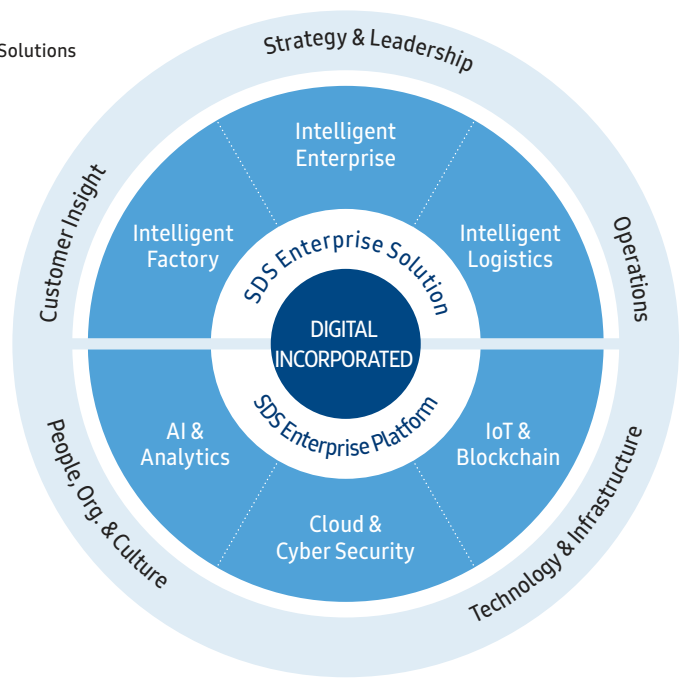 Solutions
Strategy & Leadership
Customer Insight
Operations
Intelligent
Enterprise
Intelligent
Factory
Intelligent
Logistics
SDS Enterprise Solution
DIGITAL
INCORPORATED
SDS Enterprise Platform
AI &
Analytics
IoT &
Blockchain
Cloud &
Cyber Security
People, Org. & Culture
Technology & Infrastructure